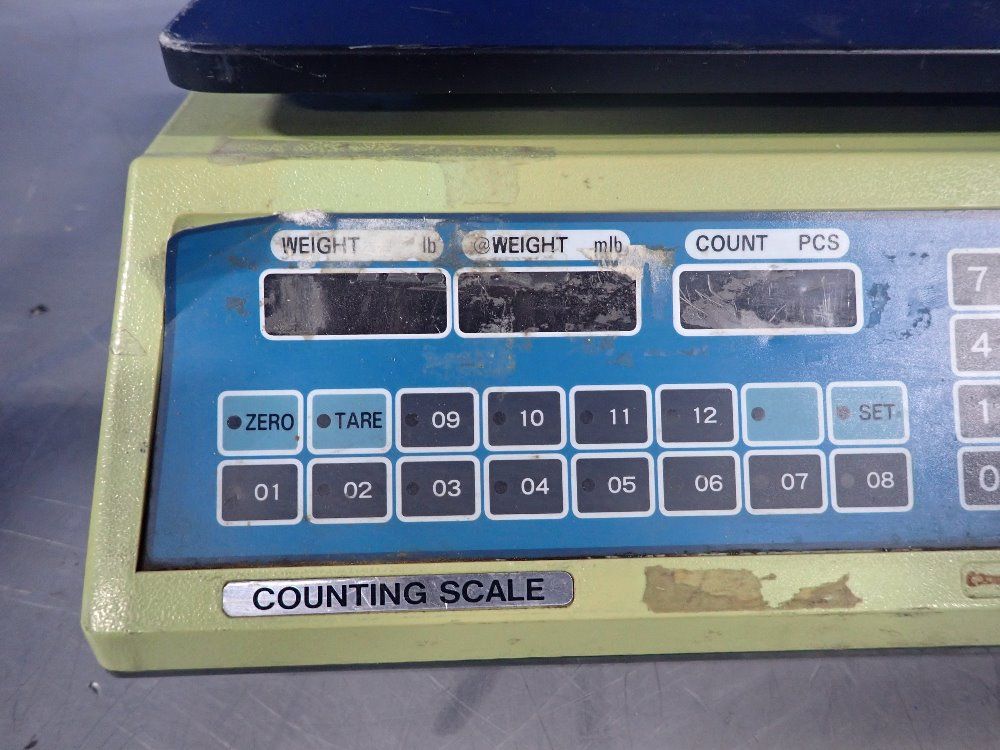 WEIGHT lb @WEIGHT mlb COUNT PCS
7
4
ZERO TARE 09 10 11 12 SET 1
01 02 03 04 05 06 07 08 0
COUNTING SCALE